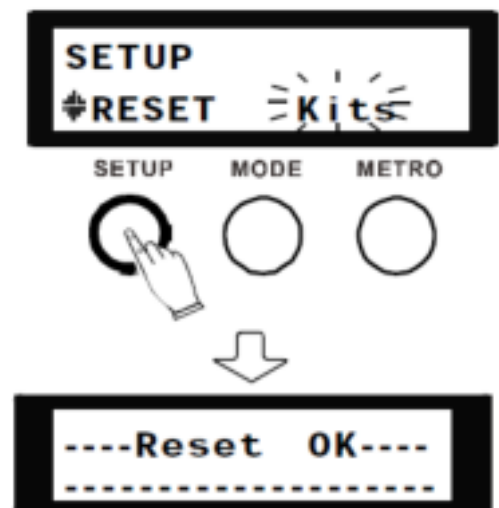 SETUP
RESET Kits
SETUP MODE METRO
----Reset OK----
--------------------